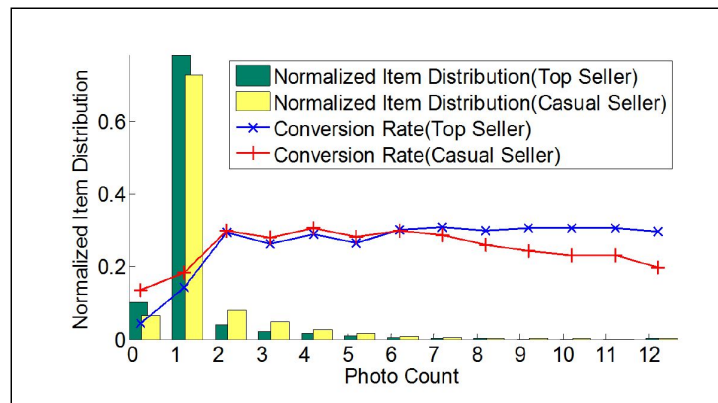 Normalized Item Distribution(Top Seller)
Normalized Item Distribution(Casual Seller)
Conversion Rate(Top Seller)
Conversion Rate(Casual Seller)
Normalized Item Distribution
0.6
0.4
0.2
0
0 1 2 3 4 5 6 7 8 9 10 11 12
Photo Count